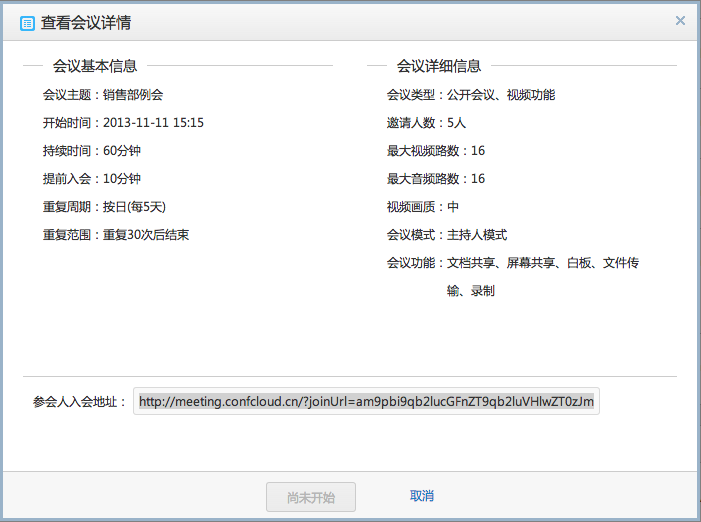 查看会议详情
会议基本信息
会议主题：销售部例会
开始时间：2013-11-11 15:15
持续时间：60分钟
提前入会：10分钟
重复周期：按日(每5天)
重复范围：重复30次后结束
会议详细信息
会议类型：公开会议、视频功能
邀请人数：5人
最大视频路数：16
最大音频路数：16
视频画质：中
会议模式：主持人模式
会议功能：文档共享、屏幕共享、白板、文件传
输、录制
参会人入会地址： http://meeting.confcloud.cn/?joinUrl=am9pbi9qb2lucGFnZT9qb2luVHlwZT0zJm
尚未开始 取消